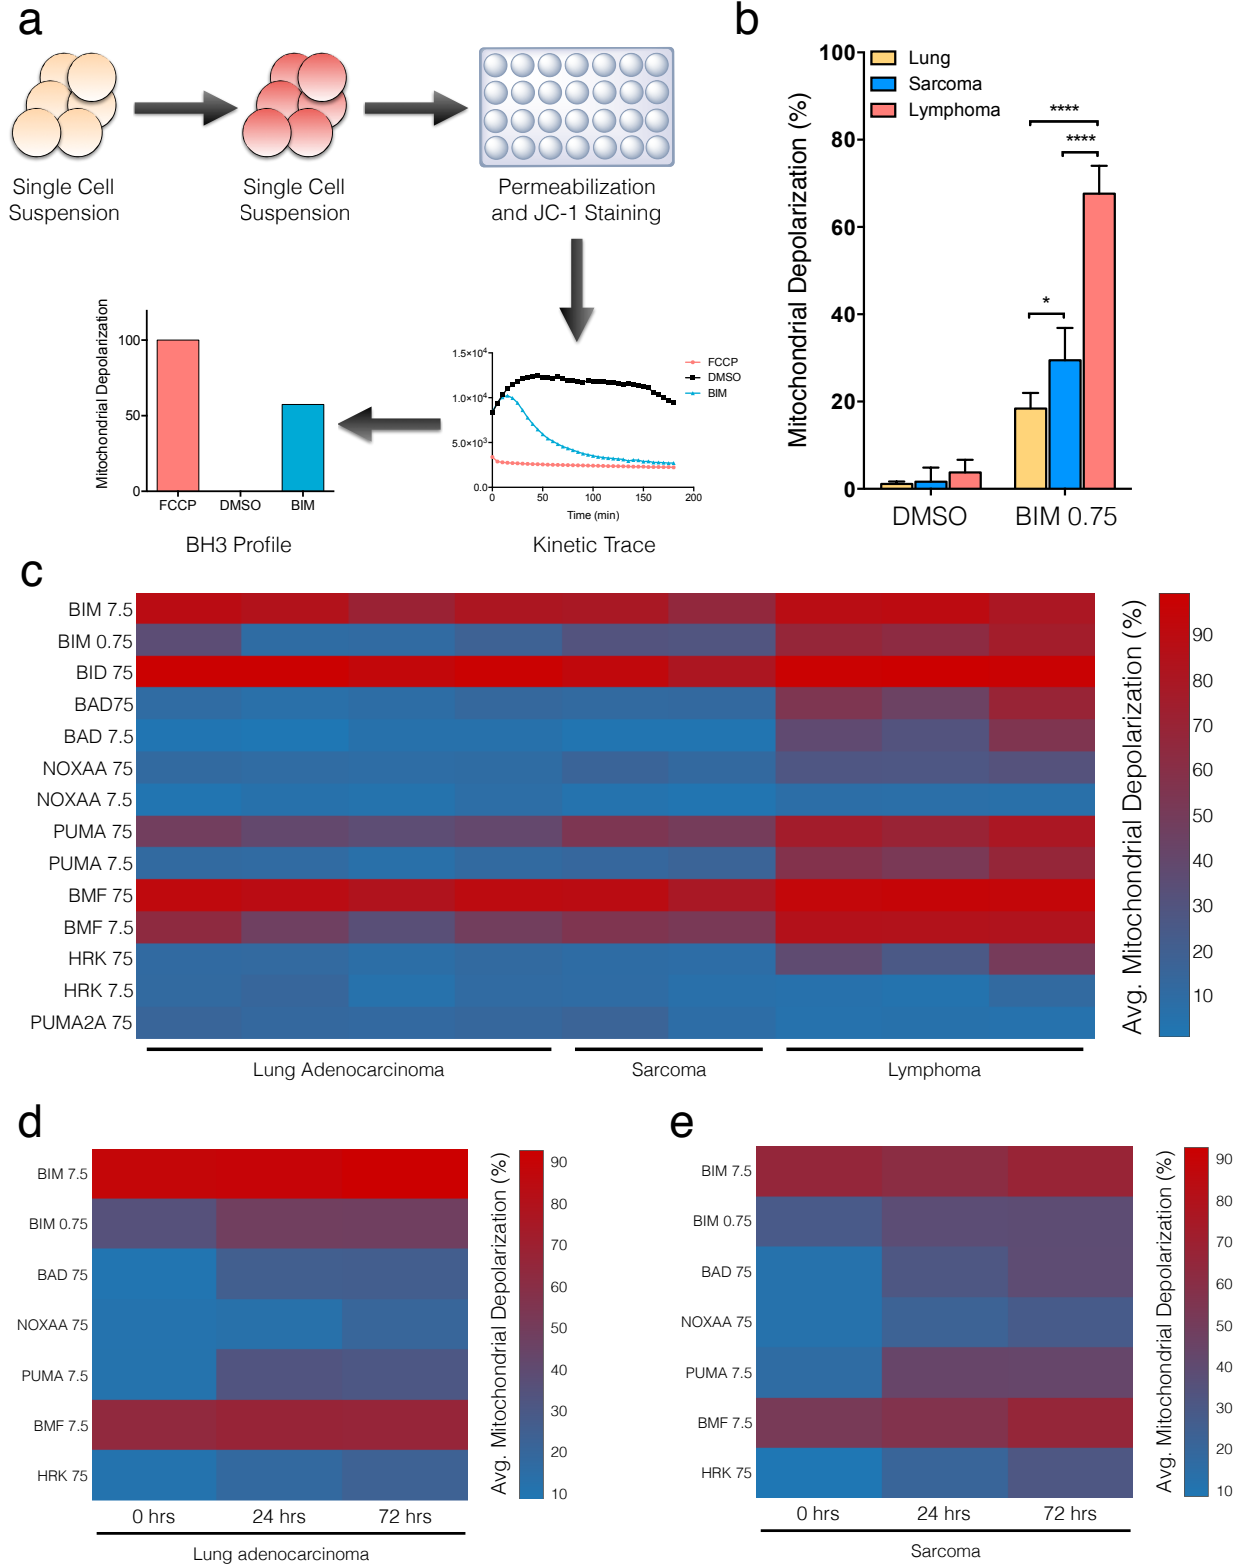 a
Single Cell
Suspension
Single Cell
Suspension
Permeabilization
and JC-1 Staining
Mitochondrial Depolarization
100
50
0
FCCP
DMSO
BIM
BH3 Profile
1.5×10⁴
1.0×10⁴
5.0×10³
0.0
0
50
100
150
200
Time (min)
FCCP
DMSO
BIM
Kinetic Trace
b
Mitochondrial Depolarization (%)
100
80
60
40
20
0
Lung
Sarcoma
Lymphoma
****
****
*
DMSO
BIM 0.75
c
BIM 7.5
BIM 0.75
BID 75
BAD75
BAD 7.5
NOXAA 75
NOXAA 7.5
PUMA 75
PUMA 7.5
BMF 75
BMF 7.5
HRK 75
HRK 7.5
PUMA2A 75
Lung Adenocarcinoma
Sarcoma
Lymphoma
Avg. Mitochondrial Depolarization (%)
90
80
70
60
50
40
30
20
10
d
BIM 7.5
BIM 0.75
BAD 75
NOXAA 75
PUMA 7.5
BMF 7.5
HRK 75
0 hrs
24 hrs
72 hrs
Lung adenocarcinoma
Avg. Mitochondrial Depolarization (%)
90
80
70
60
50
40
30
20
10
e
BIM 7.5
BIM 0.75
BAD 75
NOXAA 75
PUMA 7.5
BMF 7.5
HRK 75
0 hrs
24 hrs
72 hrs
Sarcoma
Avg. Mitochondrial Depolarization (%)
90
80
70
60
50
40
30
20
10